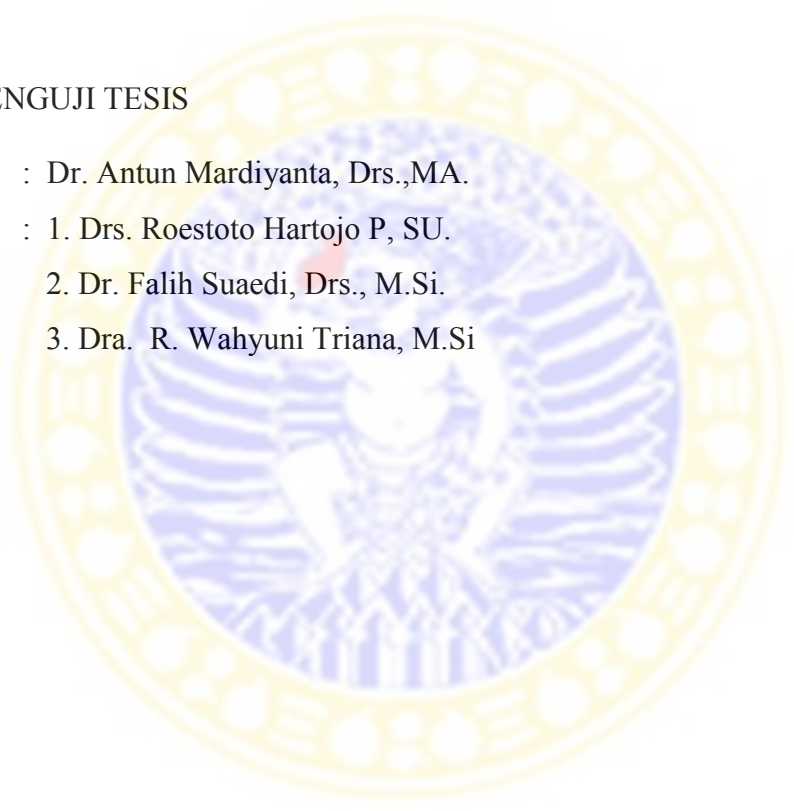 ENGUJI TESIS
: Dr. Antun Mardiyanta, Drs.,MA.
: 1. Drs. Roestoto Hartojo P, SU.
2. Dr. Falih Suaedi, Drs., M.Si.
3. Dra. R. Wahyuni Triana, M.Si